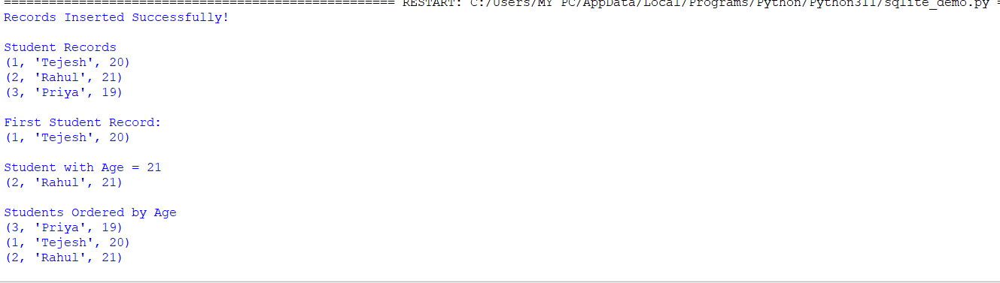 ==================================================== RESTART: C:/Users/MY PC/AppData/Local/Programs/Python/Python311/sqlite_demo.py =
Records Inserted Successfully!
Student Records
(1, 'Tejesh', 20)
(2, 'Rahul', 21)
(3, 'Priya', 19)
First Student Record:
(1, 'Tejesh', 20)
Student with Age = 21
(2, 'Rahul', 21)
Students Ordered by Age
(3, 'Priya', 19)
(1, 'Tejesh', 20)
(2, 'Rahul', 21)